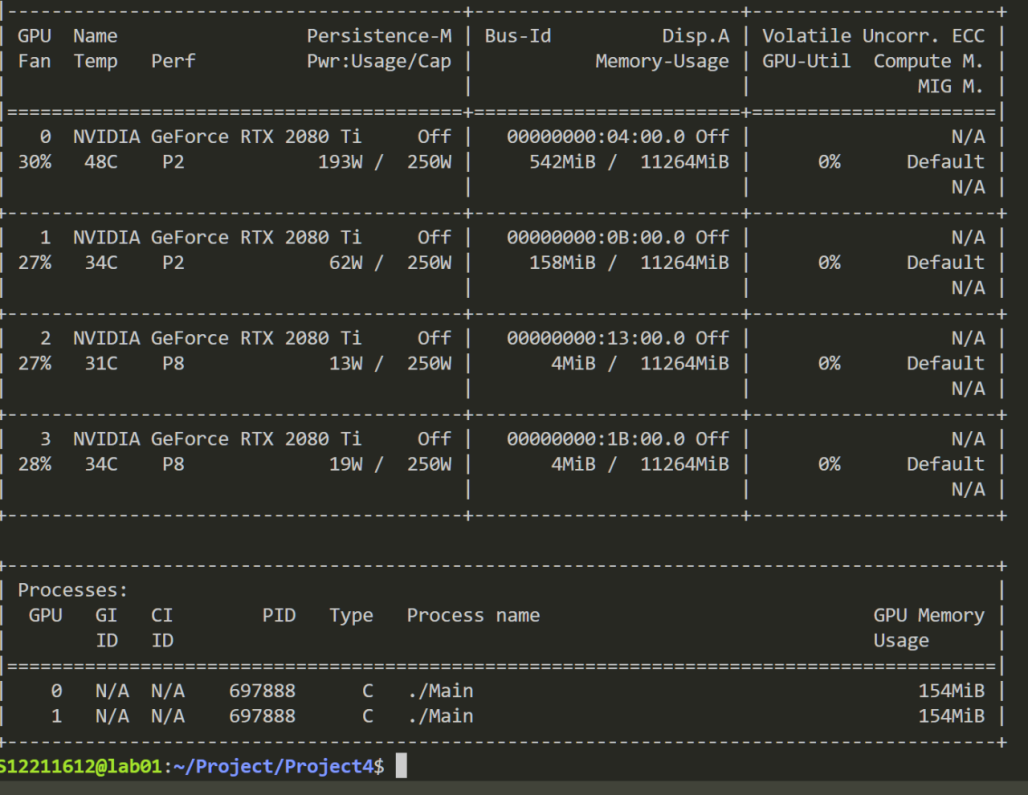 |-------------------------------+----------------------+----------------------+
| GPU  Name        Persistence-M | Bus-Id        Disp.A | Volatile Uncorr. ECC |
| Fan  Temp  Perf  Pwr:Usage/Cap |         Memory-Usage | GPU-Util  Compute M. |
|                               |                      |               MIG M. |
|===============================+======================+======================|
|   0  NVIDIA GeForce RTX 2080 Ti     Off | 00000000:04:00.0 Off |                  N/A |
| 30%   48C    P2   193W /  250W |    542MiB /  11264MiB |      0%      Default |
|                               |                      |                  N/A |
+-------------------------------+----------------------+----------------------+
|   1  NVIDIA GeForce RTX 2080 Ti     Off | 00000000:0B:00.0 Off |                  N/A |
| 27%   34C    P2    62W /  250W |    158MiB /  11264MiB |      0%      Default |
|                               |                      |                  N/A |
+-------------------------------+----------------------+----------------------+
|   2  NVIDIA GeForce RTX 2080 Ti     Off | 00000000:13:00.0 Off |                  N/A |
| 27%   31C    P8    13W /  250W |      4MiB /  11264MiB |      0%      Default |
|                               |                      |                  N/A |
+-------------------------------+----------------------+----------------------+
|   3  NVIDIA GeForce RTX 2080 Ti     Off | 00000000:1B:00.0 Off |                  N/A |
| 28%   34C    P8    19W /  250W |      4MiB /  11264MiB |      0%      Default |
|                               |                      |                  N/A |
+-------------------------------+----------------------+----------------------+
+-----------------------------------------------------------------------------+
| Processes:                                                                  |
|  GPU   GI   CI        PID   Type   Process name                  GPU Memory |
|        ID   ID                                                   Usage      |
|=============================================================================|
|    0   N/A  N/A    697888      C   ./Main                            154MiB |
|    1   N/A  N/A    697888      C   ./Main                            154MiB |
+-----------------------------------------------------------------------------+
S12211612@lab01:~/Project/Project4$